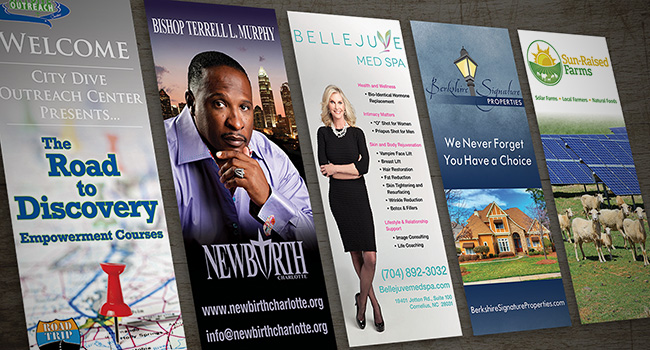 OUTREACH
WELCOME
CITY DIVE
OUTREACH CENTER
PRESENTS...
The
Road
to
Discovery
Empowerment Courses
ROAD
TRIP
BISHOP TERRELL L. MURPHY
NEWBIRTH
CHARLOTTE
www.newbirthcharlotte.org
info@newbirthcharlotte.org
BELLEJUVE
MED SPA
Health and Wellness
• Bio-Identical Hormone
Replacement
Intimacy Matters
• "O" Shot for Women
• Priapus Shot for Men
Skin and Body Rejuvenation
• Vampire Face Lift
• Breast Lift
• Hair Restoration
• Fat Reduction
• Skin Tightening and
Resurfacing
• Wrinkle Reduction
• Botox & Fillers
Lifestyle & Relationship
Support
• Image Consulting
• Life Coaching
(704) 892-3032
Bellejuvemedspa.com
Cornelius, NC 28031
Berkshire Signature
PROPERTIES
We Never Forget
You Have a Choice
BerkshireSignatureProperties.com
Sun-Raised
Farms
Solar Farms • Local Farmers • Natural Foods